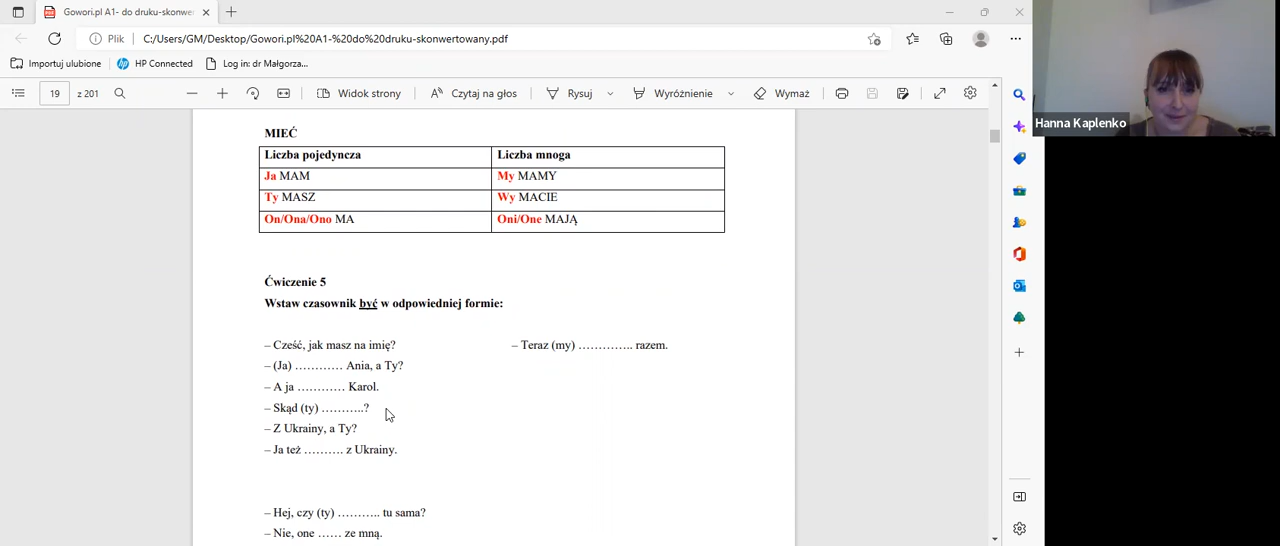 Gowori.pl A1- do druku-skonwer
Plik
C:/Users/GM/Desktop/Gowori.pl%20A1-%20do%20druku-skonwertowany.pdf
Importuj ulubione
HP Connected
Log in: dr Małgorza...
19 z 201
Widok strony
Czytaj na głos
Rysuj
Wyróżnienie
Wymaż
Hanna Kaplenko
MIEĆ
Liczba pojedyncza Liczba mnoga
Ja MAM My MAMY
Ty MASZ Wy MACIE
On/Ona/Ono MA Oni/One MAJĄ
Ćwiczenie 5
Wstaw czasownik być w odpowiedniej formie:
– Cześć, jak masz na imię?
– (Ja) ………… Ania, a Ty?
– A ja ………… Karol.
– Skąd (ty) ………..?
– Z Ukrainy, a Ty?
– Ja też ………. z Ukrainy.
– Teraz (my) ………….. razem.
– Hej, czy (ty) ……….. tu sama?
– Nie, one …… ze mną.